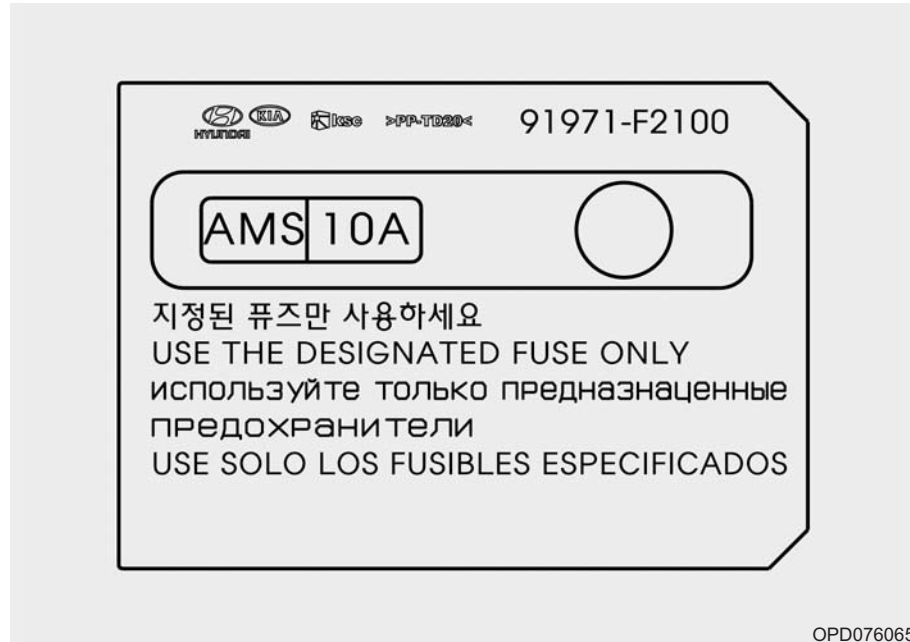 HYUNDAI KIA ksc >PP-TD20< 91971-F2100
AMS 10A
지정된 퓨즈만 사용하세요
USE THE DESIGNATED FUSE ONLY
используйте только предназнаценные
предохранители
USE SOLO LOS FUSIBLES ESPECIFICADOS
OPD076065